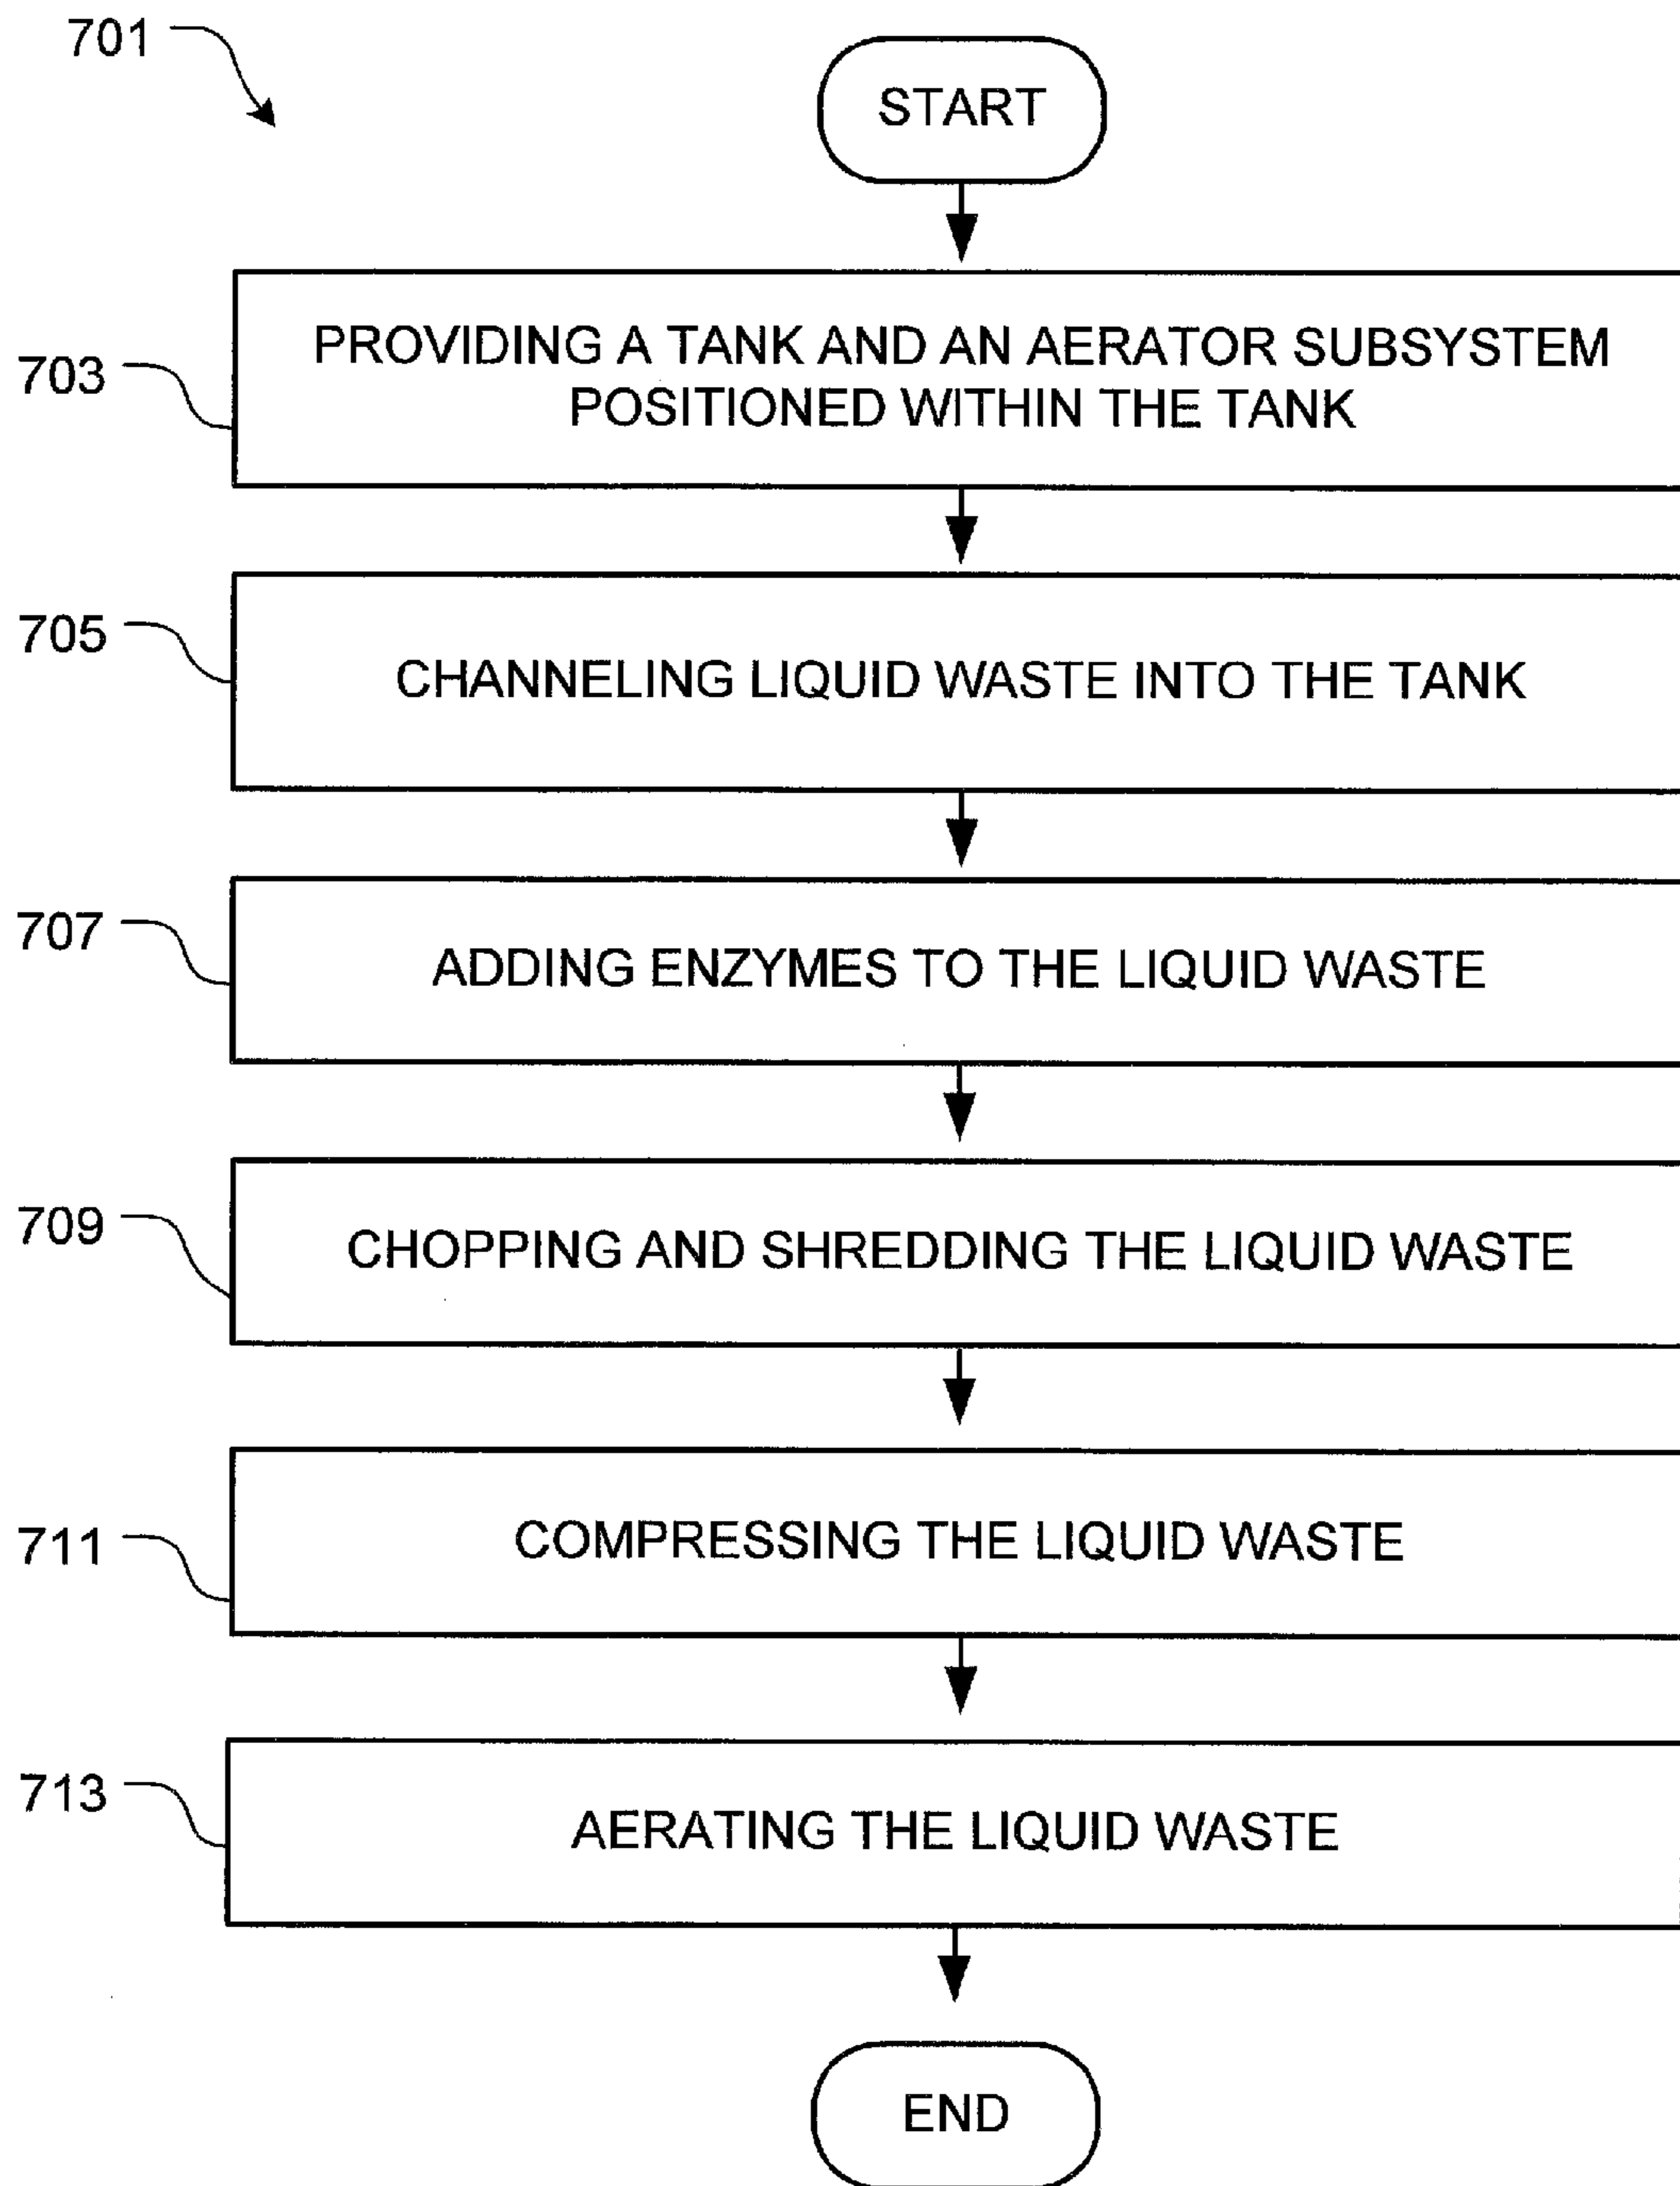 701
START
703
PROVIDING A TANK AND AN AERATOR SUBSYSTEM
POSITIONED WITHIN THE TANK
705
CHANNELING LIQUID WASTE INTO THE TANK
707
ADDING ENZYMES TO THE LIQUID WASTE
709
CHOPPING AND SHREDDING THE LIQUID WASTE
711
COMPRESSING THE LIQUID WASTE
713
AERATING THE LIQUID WASTE
END